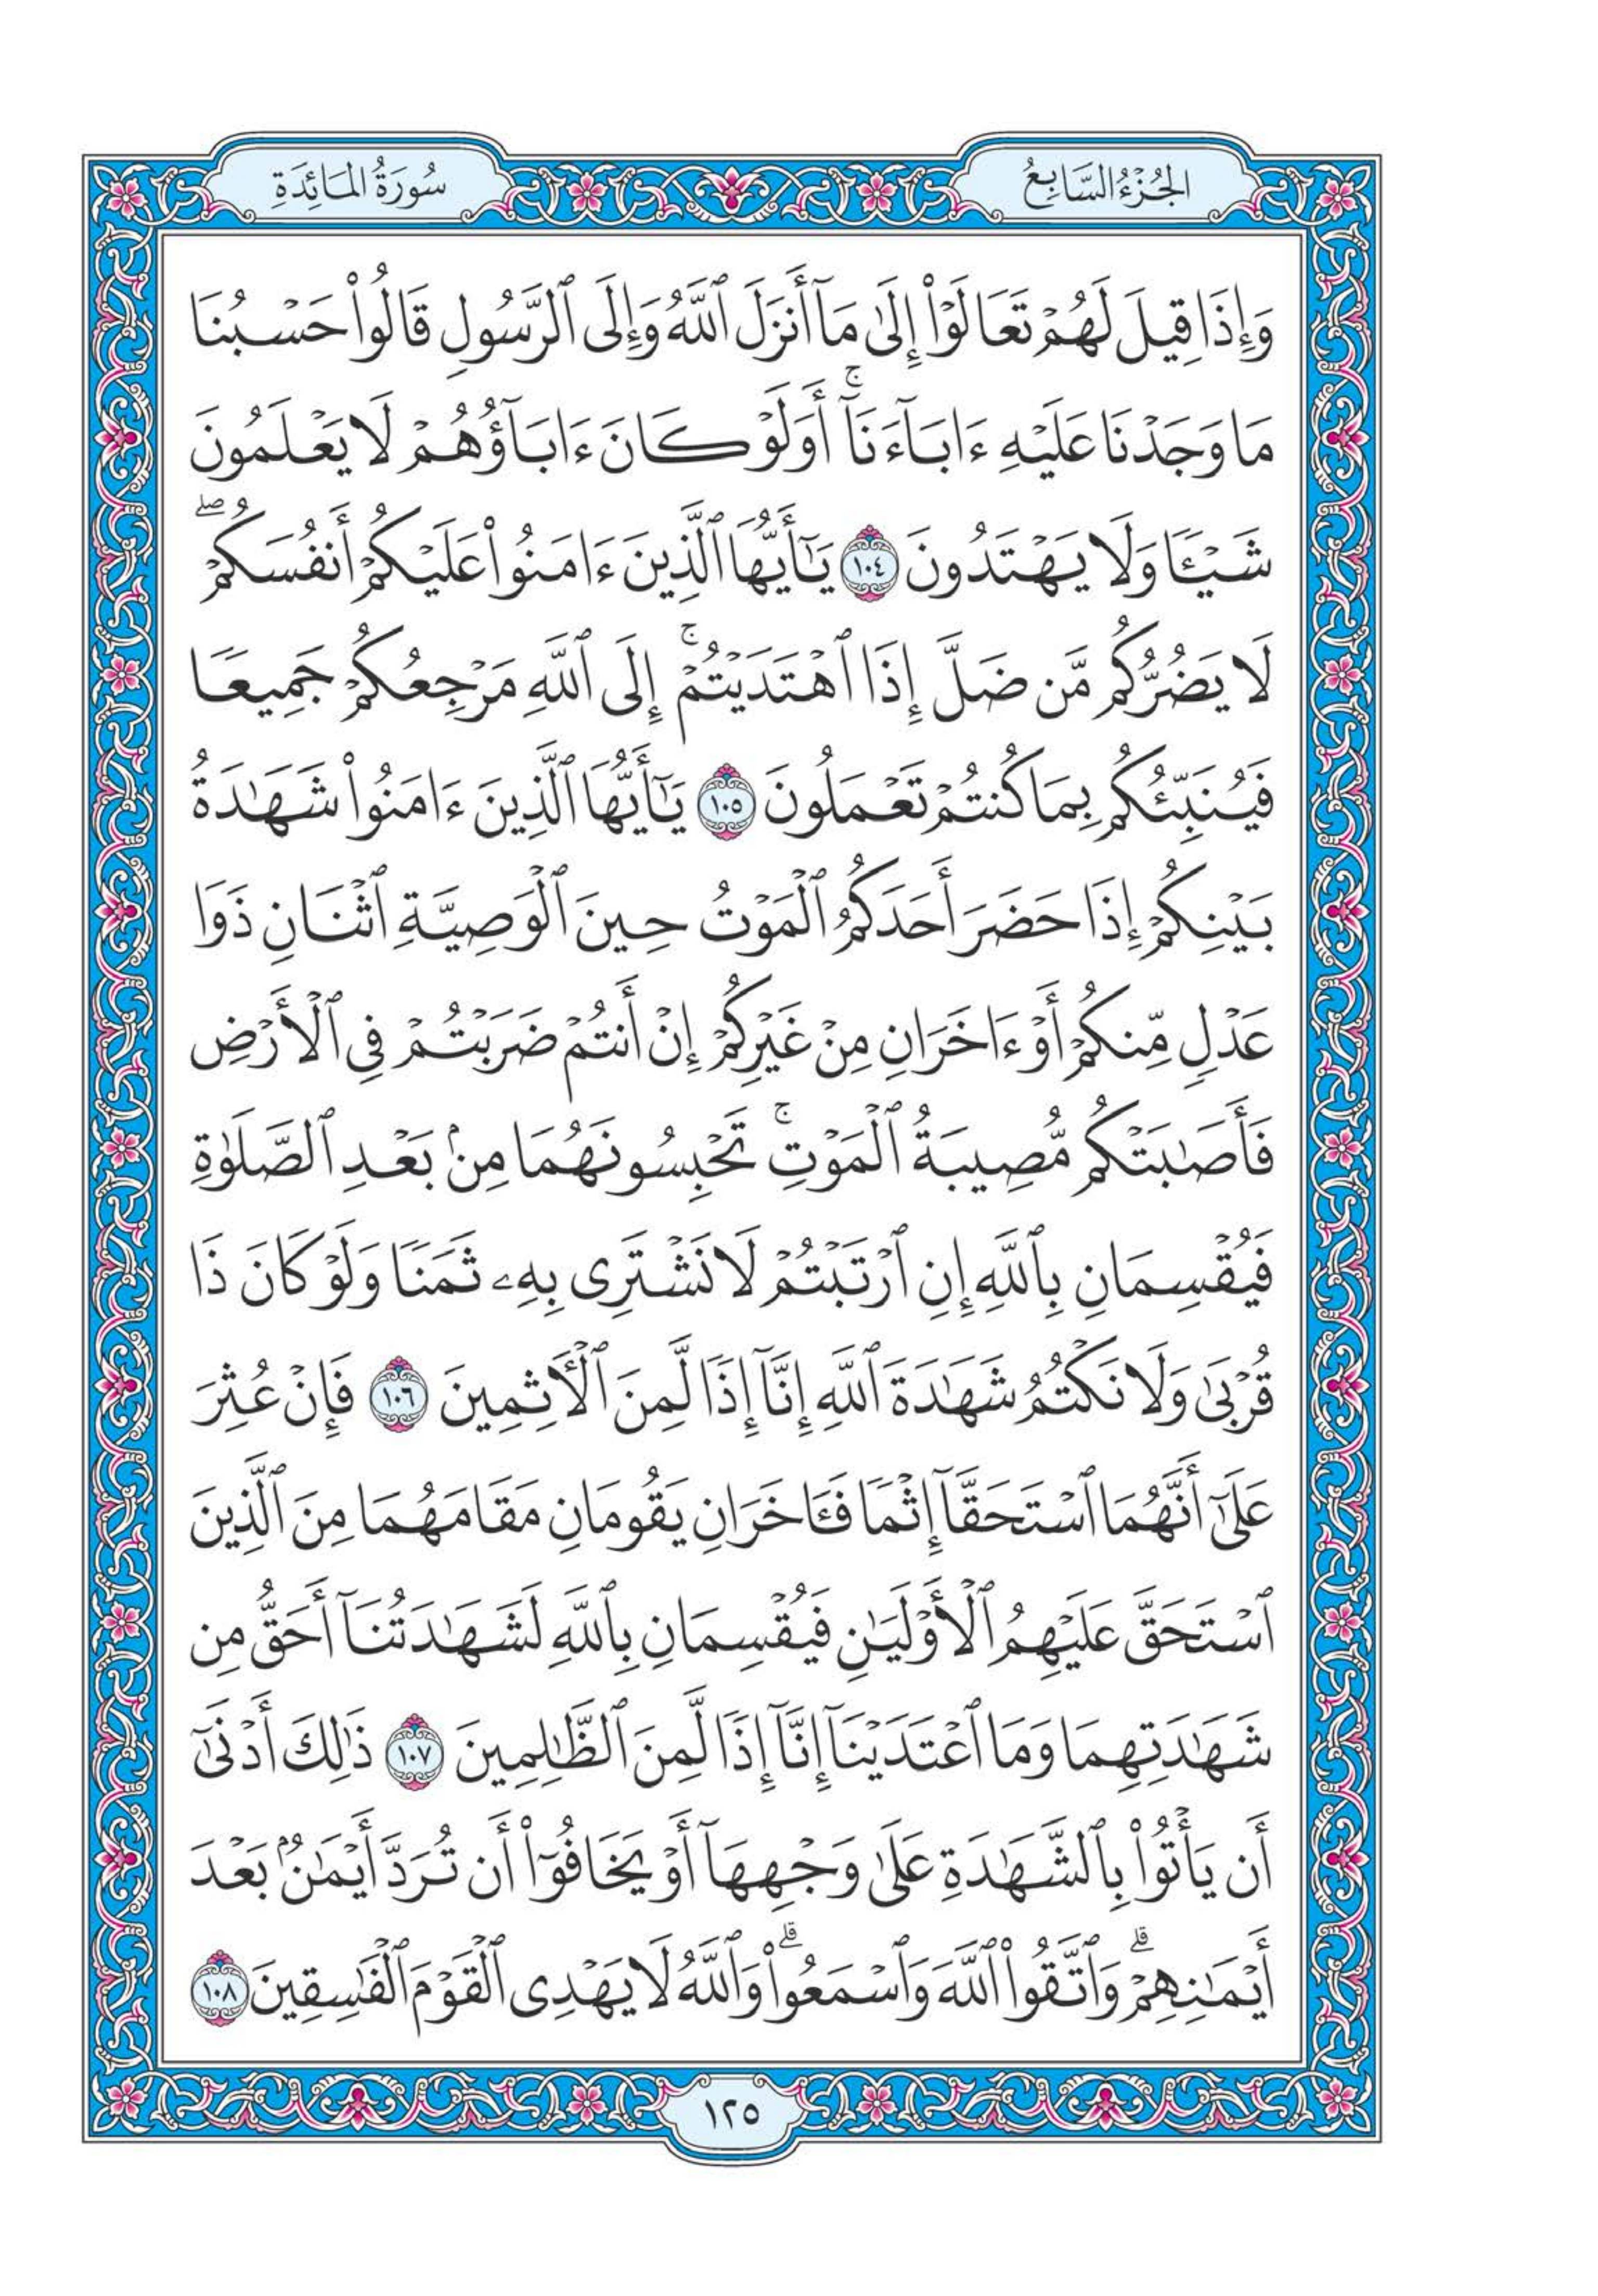 الجُزْءُ السَّابِعُ
سُورَةُ المَائِدَةِ
وَإِذَا قِيلَ لَهُمْ تَعَالَوْاْ إِلَىٰ مَآ أَنزَلَ ٱللَّهُ وَإِلَى ٱلرَّسُولِ قَالُواْ حَسْبُنَا
مَا وَجَدْنَا عَلَيْهِ ءَابَآءَنَآۚ أَوَلَوْ كَانَ ءَابَآؤُهُمْ لَا يَعْلَمُونَ
شَيْـًٔا وَلَا يَهْتَدُونَ ١٠٤ يَـٰٓأَيُّهَا ٱلَّذِينَ ءَامَنُواْ عَلَيْكُمْ أَنفُسَكُمْۖ
لَا يَضُرُّكُم مَّن ضَلَّ إِذَا ٱهْتَدَيْتُمْۚ إِلَى ٱللَّهِ مَرْجِعُكُمْ جَمِيعًا
فَيُنَبِّئُكُم بِمَا كُنتُمْ تَعْمَلُونَ ١٠٥ يَـٰٓأَيُّهَا ٱلَّذِينَ ءَامَنُواْ شَهَـٰدَةُ
بَيْنِكُمْ إِذَا حَضَرَ أَحَدَكُمُ ٱلْمَوْتُ حِينَ ٱلْوَصِيَّةِ ٱثْنَانِ ذَوَا
عَدْلٍ مِّنكُمْ أَوْ ءَاخَرَانِ مِنْ غَيْرِكُمْ إِنْ أَنتُمْ ضَرَبْتُمْ فِى ٱلْأَرْضِ
فَأَصَـٰبَتْكُم مُّصِيبَةُ ٱلْمَوْتِۚ تَحْبِسُونَهُمَا مِنۢ بَعْدِ ٱلصَّلَوٰةِ
فَيُقْسِمَانِ بِٱللَّهِ إِنِ ٱرْتَبْتُمْ لَا نَشْتَرِى بِهِۦ ثَمَنًا وَلَوْ كَانَ ذَا
قُرْبَىٰ وَلَا نَكْتُمُ شَهَـٰدَةَ ٱللَّهِ إِنَّآ إِذًا لَّمِنَ ٱلْـَٔاثِمِينَ ١٠٦ فَإِنْ عُثِرَ
عَلَىٰٓ أَنَّهُمَا ٱسْتَحَقَّآ إِثْمًا فَـَٔاخَرَانِ يَقُومَانِ مَقَامَهُمَا مِنَ ٱلَّذِينَ
ٱسْتَحَقَّ عَلَيْهِمُ ٱلْأَوْلَيَـٰنِ فَيُقْسِمَانِ بِٱللَّهِ لَشَهَـٰدَتُنَآ أَحَقُّ مِن
شَهَـٰدَتِهِمَا وَمَا ٱعْتَدَيْنَآ إِنَّآ إِذًا لَّمِنَ ٱلظَّـٰلِمِينَ ١٠٧ ذَٰلِكَ أَدْنَىٰٓ
أَن يَأْتُواْ بِٱلشَّهَـٰدَةِ عَلَىٰ وَجْهِهَآ أَوْ يَخَافُوٓاْ أَن تُرَدَّ أَيْمَـٰنُۢ بَعْدَ
أَيْمَـٰنِهِمْۗ وَٱتَّقُواْ ٱللَّهَ وَٱسْمَعُواْۗ وَٱللَّهُ لَا يَهْدِى ٱلْقَوْمَ ٱلْفَـٰسِقِينَ ١٠٨
١٢٥